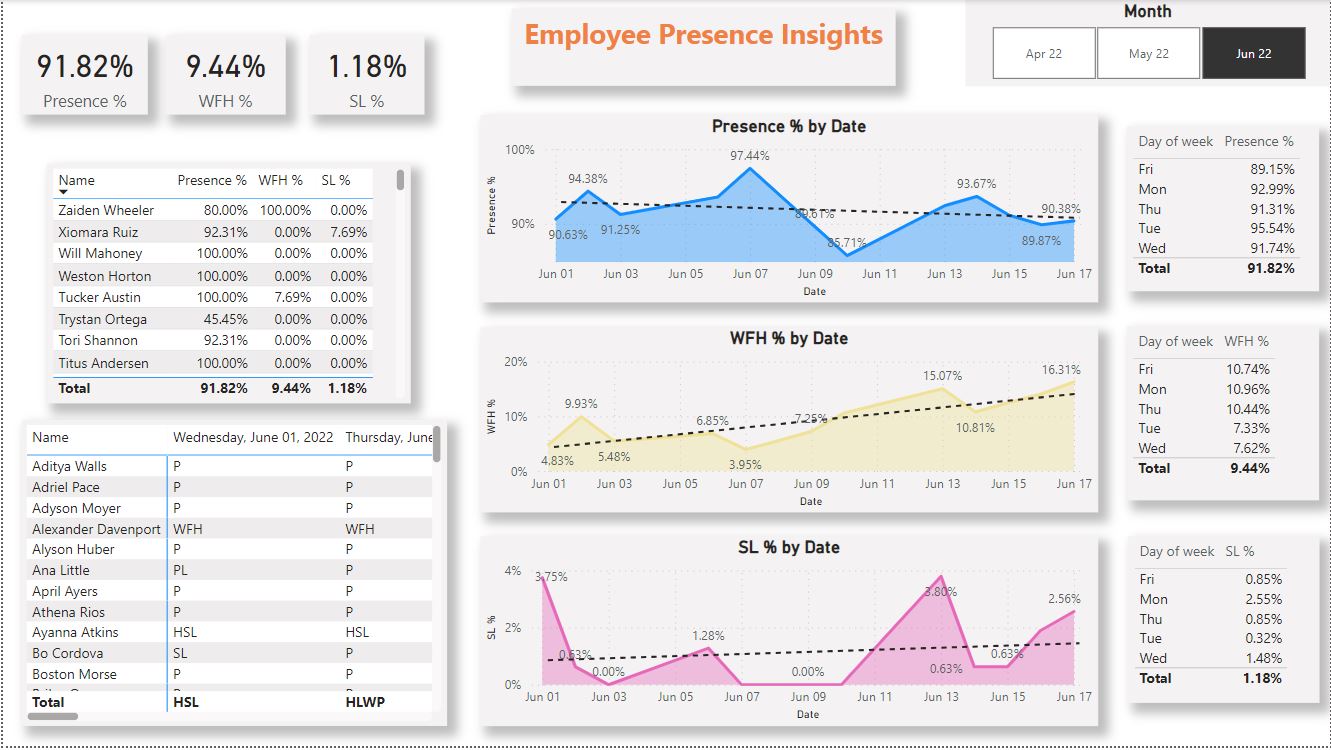 Employee Presence Insights
Month
Apr 22 May 22 Jun 22
91.82% 9.44% 1.18%
Presence % WFH % SL %
Name Presence % WFH % SL %
Zaiden Wheeler 80.00% 100.00% 0.00%
Xiomara Ruiz 92.31% 0.00% 7.69%
Will Mahoney 100.00% 0.00% 0.00%
Weston Horton 100.00% 0.00% 0.00%
Tucker Austin 100.00% 7.69% 0.00%
Trystan Ortega 45.45% 0.00% 0.00%
Tori Shannon 92.31% 0.00% 0.00%
Titus Andersen 100.00% 0.00% 0.00%
Total 91.82% 9.44% 1.18%
Name Wednesday, June 01, 2022 Thursday, June
Aditya Walls P P
Adriel Pace P P
Adyson Moyer P P
Alexander Davenport WFH WFH
Alyson Huber P P
Ana Little PL P
April Ayers P P
Athena Rios P P
Ayanna Atkins HSL HSL
Bo Cordova SL P
Boston Morse P P
Total HSL HLWP
Presence % by Date
Presence %
100%
90%
90.63% 94.38% 91.25% 97.44% 89.61% 85.71% 93.67% 89.87% 90.38%
Jun 01 Jun 03 Jun 05 Jun 07 Jun 09 Jun 11 Jun 13 Jun 15 Jun 17
Date
Day of week Presence %
Fri 89.15%
Mon 92.99%
Thu 91.31%
Tue 95.54%
Wed 91.74%
Total 91.82%
WFH % by Date
WFH %
20%
10%
0%
4.83% 9.93% 5.48% 6.85% 3.95% 7.25% 15.07% 10.81% 16.31%
Jun 01 Jun 03 Jun 05 Jun 07 Jun 09 Jun 11 Jun 13 Jun 15 Jun 17
Date
Day of week WFH %
Fri 10.74%
Mon 10.96%
Thu 10.44%
Tue 7.33%
Wed 7.62%
Total 9.44%
SL % by Date
SL %
4%
2%
0%
3.75% 0.63% 0.00% 1.28% 0.00% 3.80% 0.63% 0.63% 2.56%
Jun 01 Jun 03 Jun 05 Jun 07 Jun 09 Jun 11 Jun 13 Jun 15 Jun 17
Date
Day of week SL %
Fri 0.85%
Mon 2.55%
Thu 0.85%
Tue 0.32%
Wed 1.48%
Total 1.18%